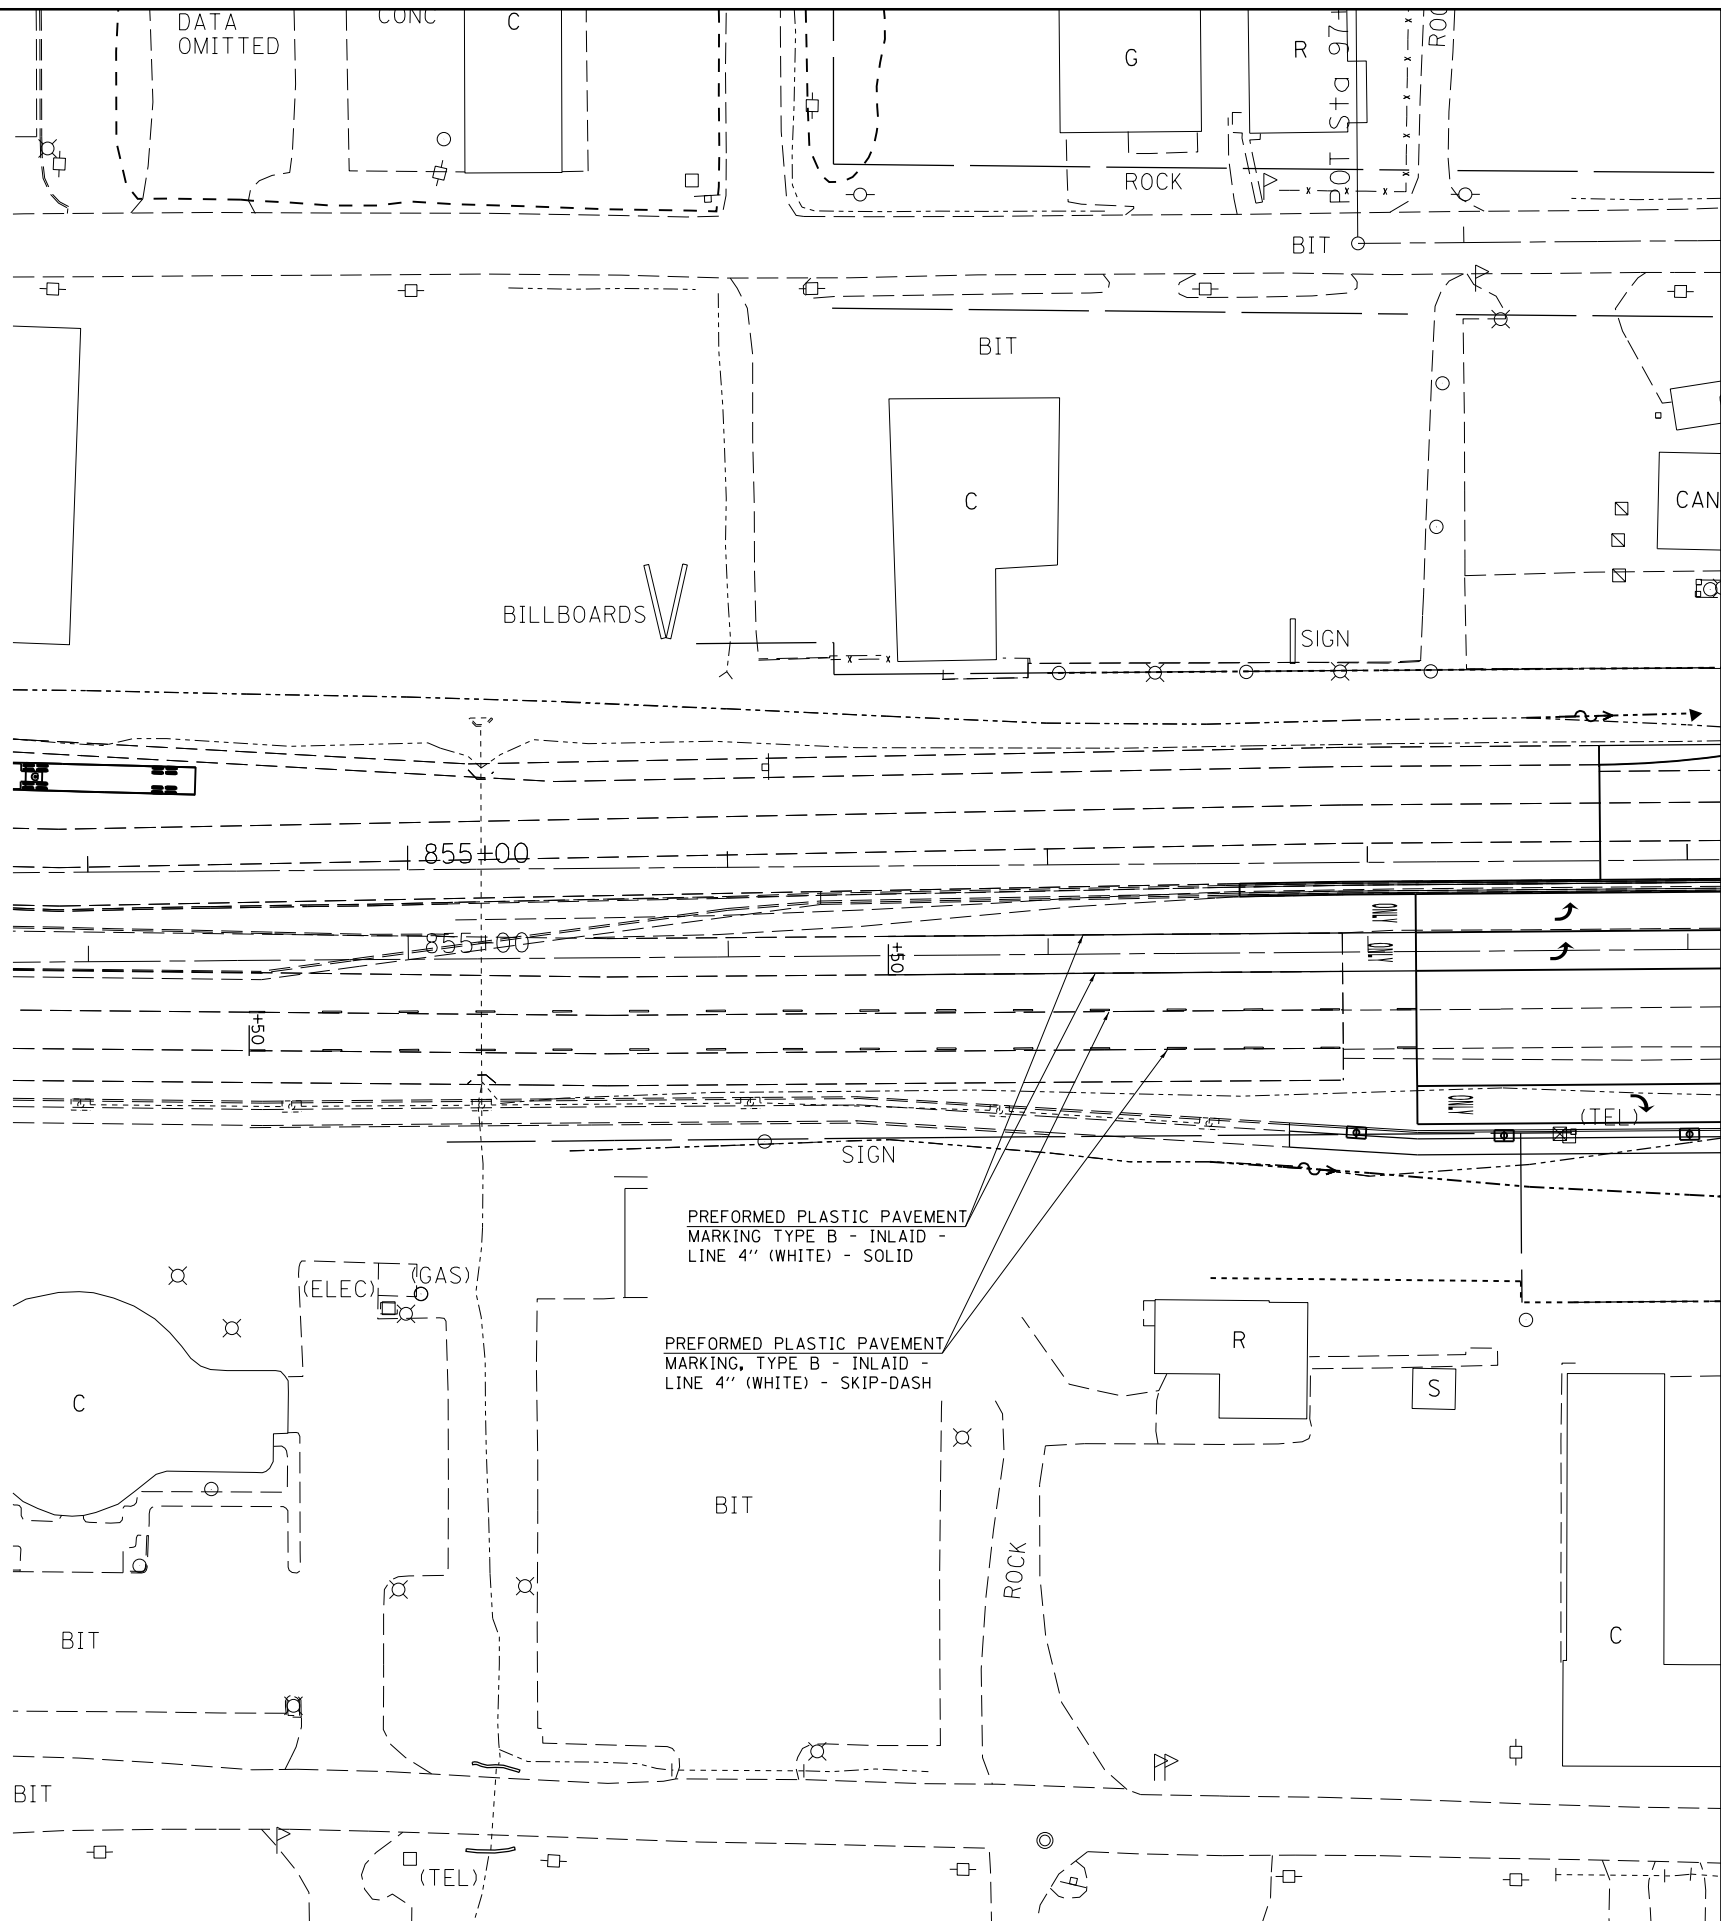 DATA
OMITTED
CONC
C
G
R
POT Sta 97+
ROC
ROCK
BIT
BIT
C
CAN
BILLBOARDS
SIGN
855+00
855+00
+50
+50
ONLY
ONLY
ONLY
(TEL)
SIGN
PREFORMED PLASTIC PAVEMENT
MARKING TYPE B - INLAID -
LINE 4'' (WHITE) - SOLID
(ELEC)
(GAS)
PREFORMED PLASTIC PAVEMENT
MARKING, TYPE B - INLAID -
LINE 4'' (WHITE) - SKIP-DASH
R
S
C
BIT
ROCK
BIT
C
BIT
(TEL)